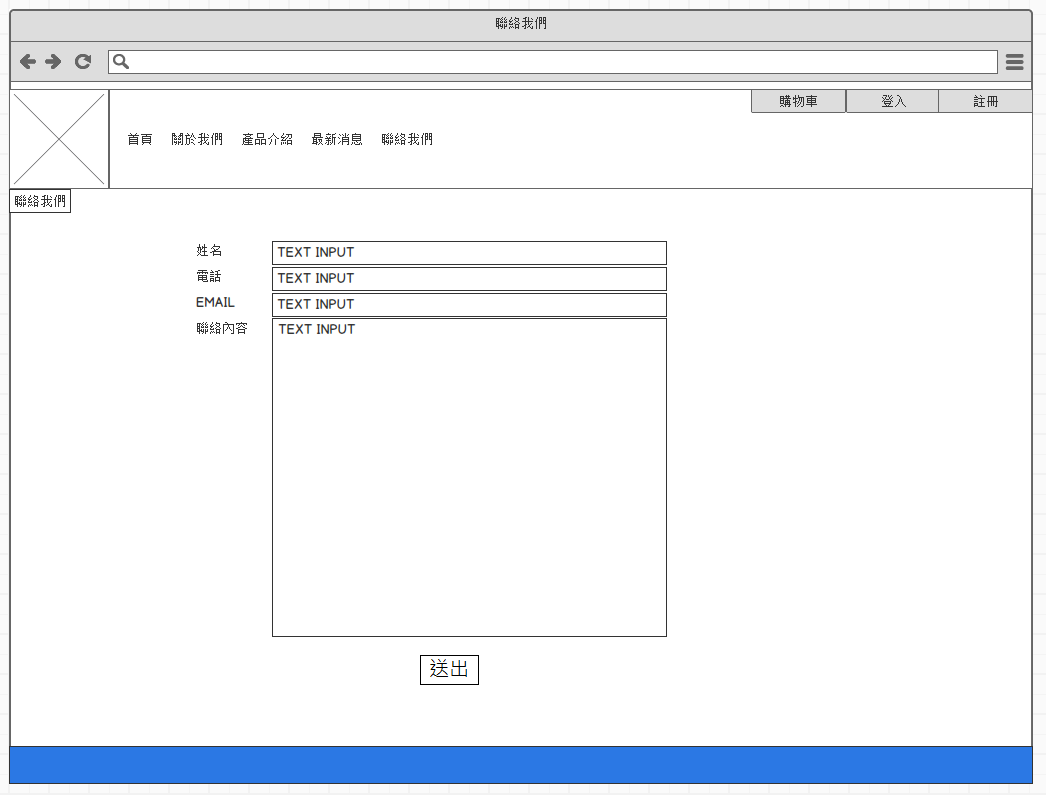 聯絡我們
購物車 登入 註冊
首頁 關於我們 產品介紹 最新消息 聯絡我們
聯絡我們
姓名 TEXT INPUT
電話 TEXT INPUT
EMAIL TEXT INPUT
聯絡內容 TEXT INPUT
送出